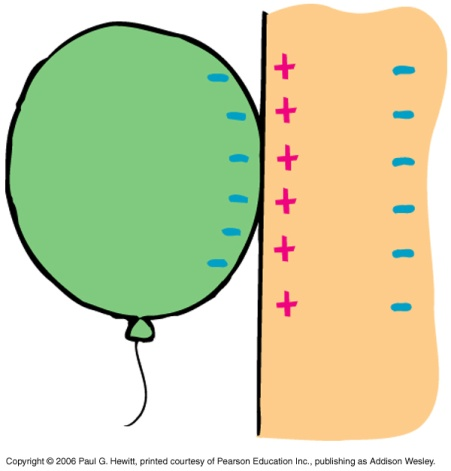 Copyright © 2006 Paul G. Hewitt, printed courtesy of Pearson Education Inc., publishing as Addison Wesley.